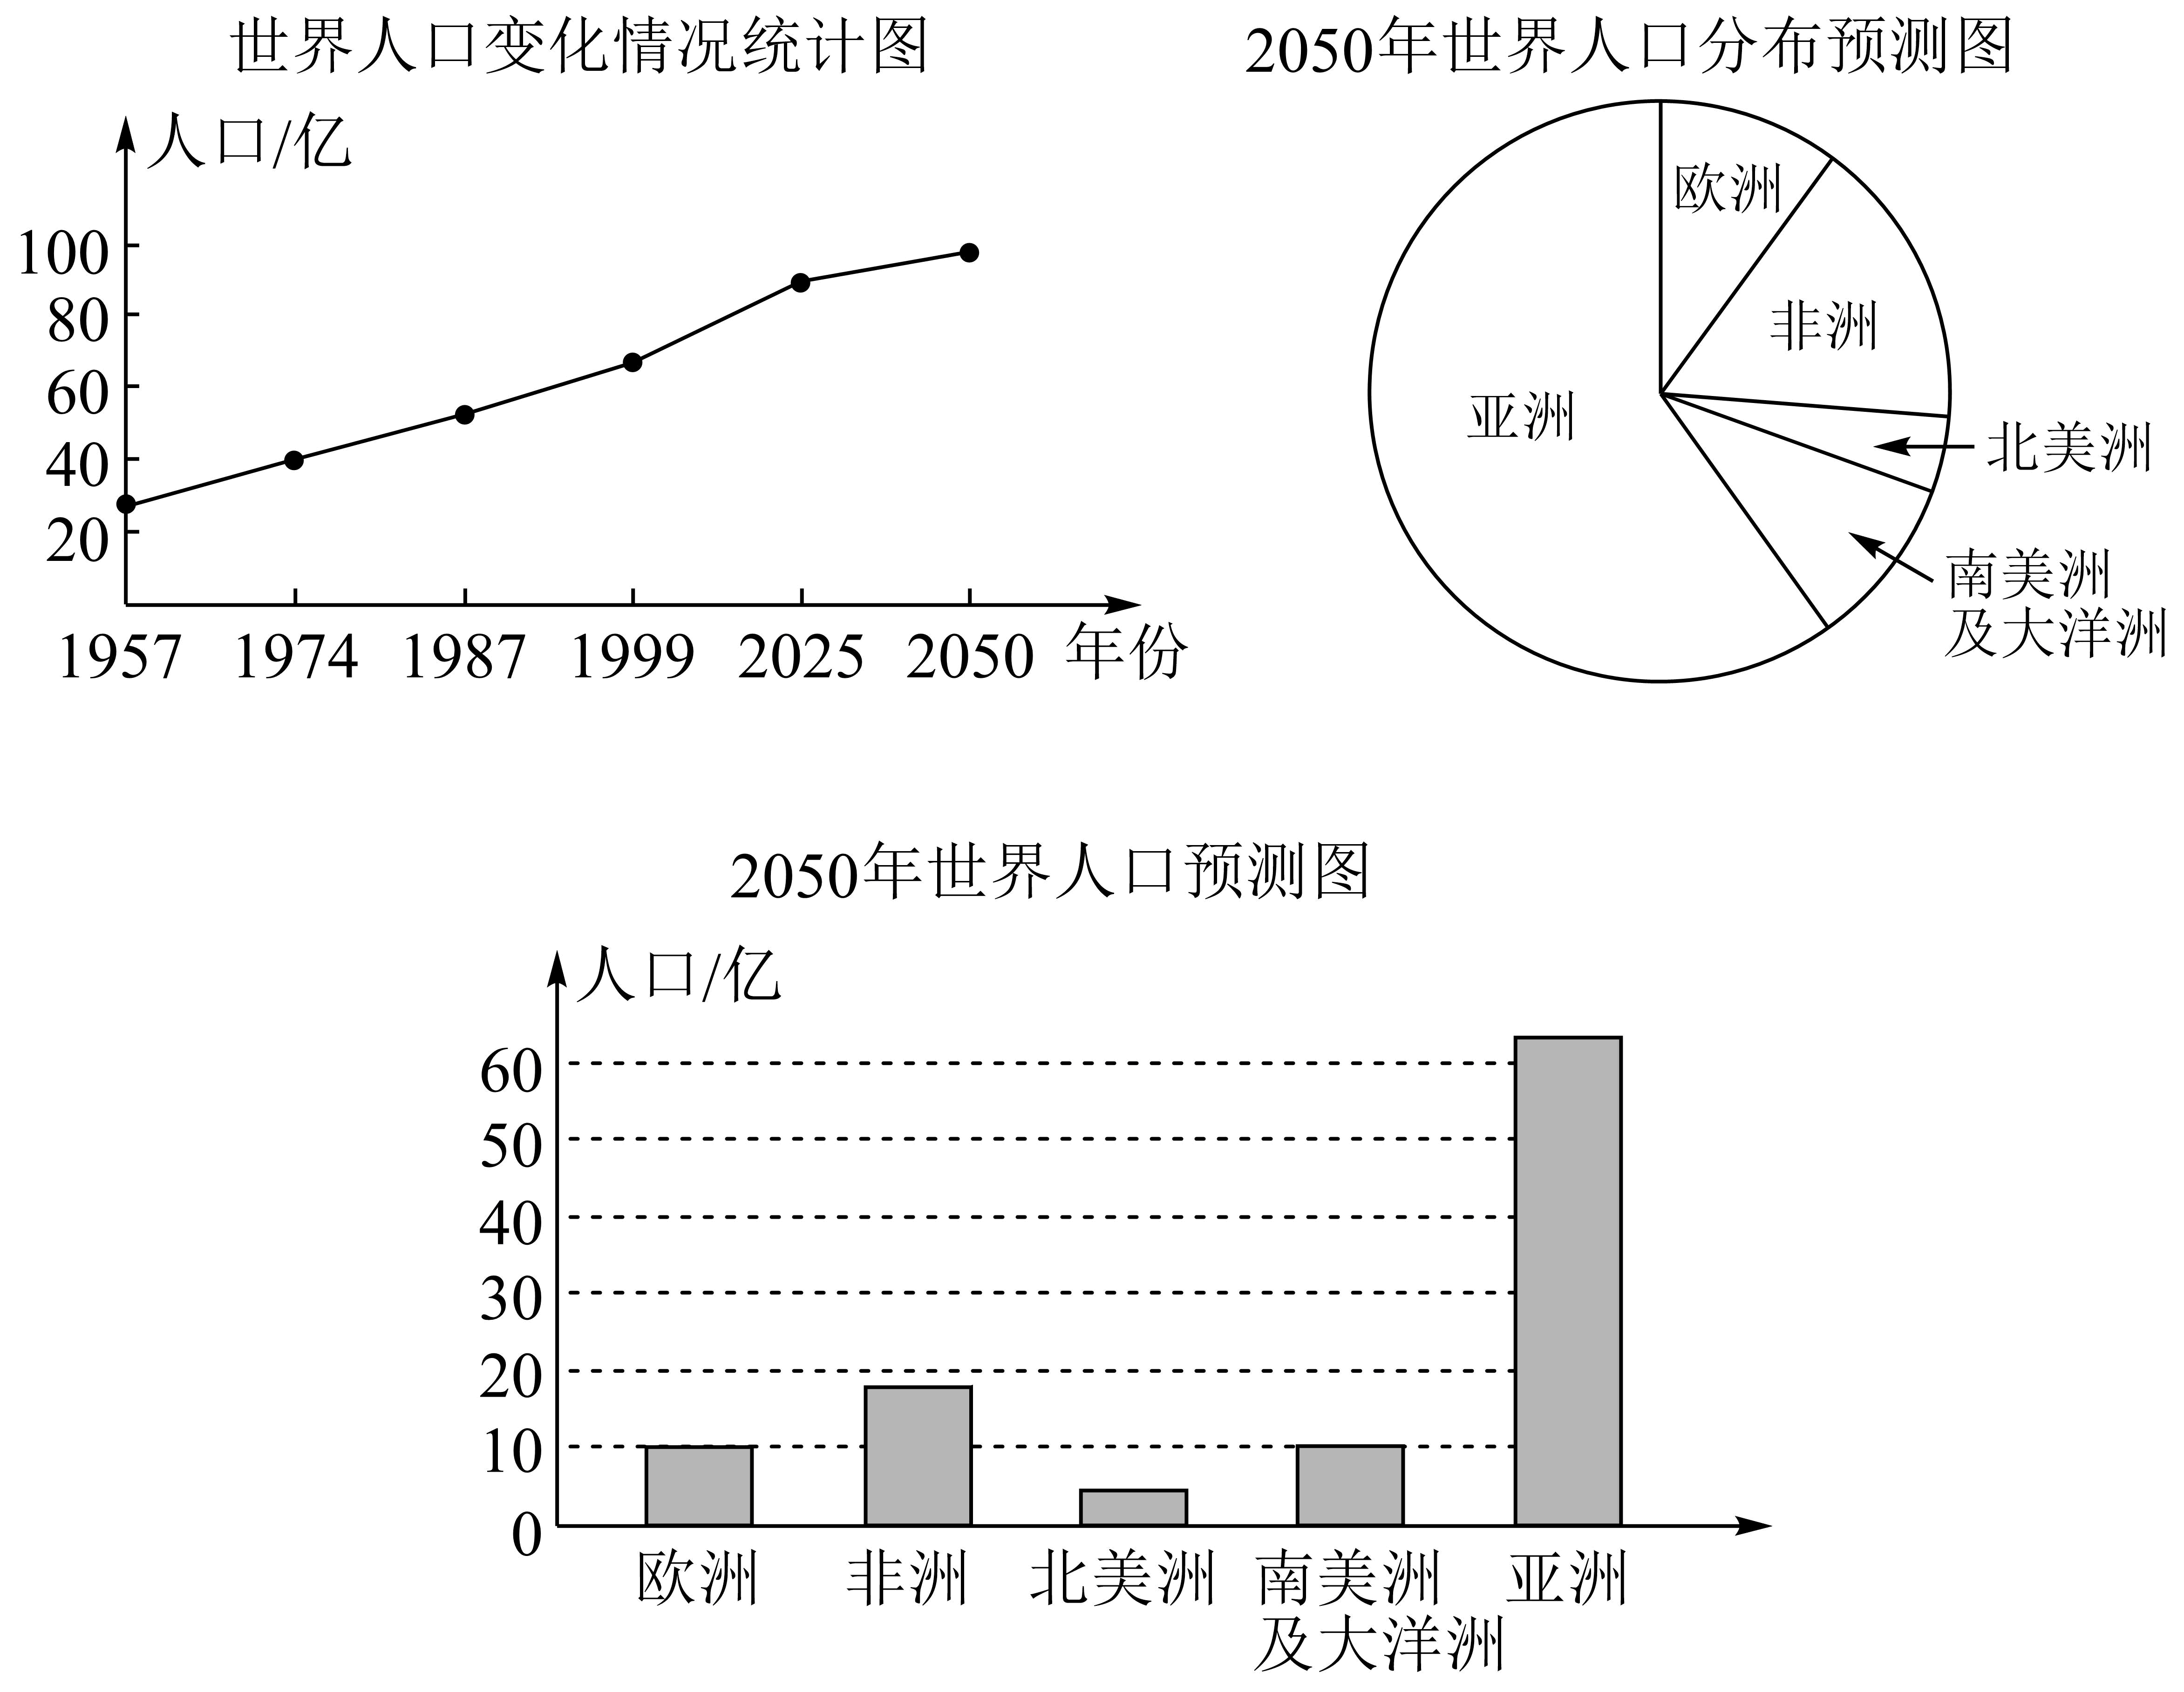 世界人口变化情况统计图
人口/亿
100
80
60
40
20
1957 1974 1987 1999 2025 2050 年份
2050年世界人口分布预测图
欧洲
非洲
亚洲
北美洲
南美洲
及大洋洲
2050年世界人口预测图
人口/亿
60
50
40
30
20
10
0
欧洲 非洲 北美洲 南美洲 亚洲
及大洋洲